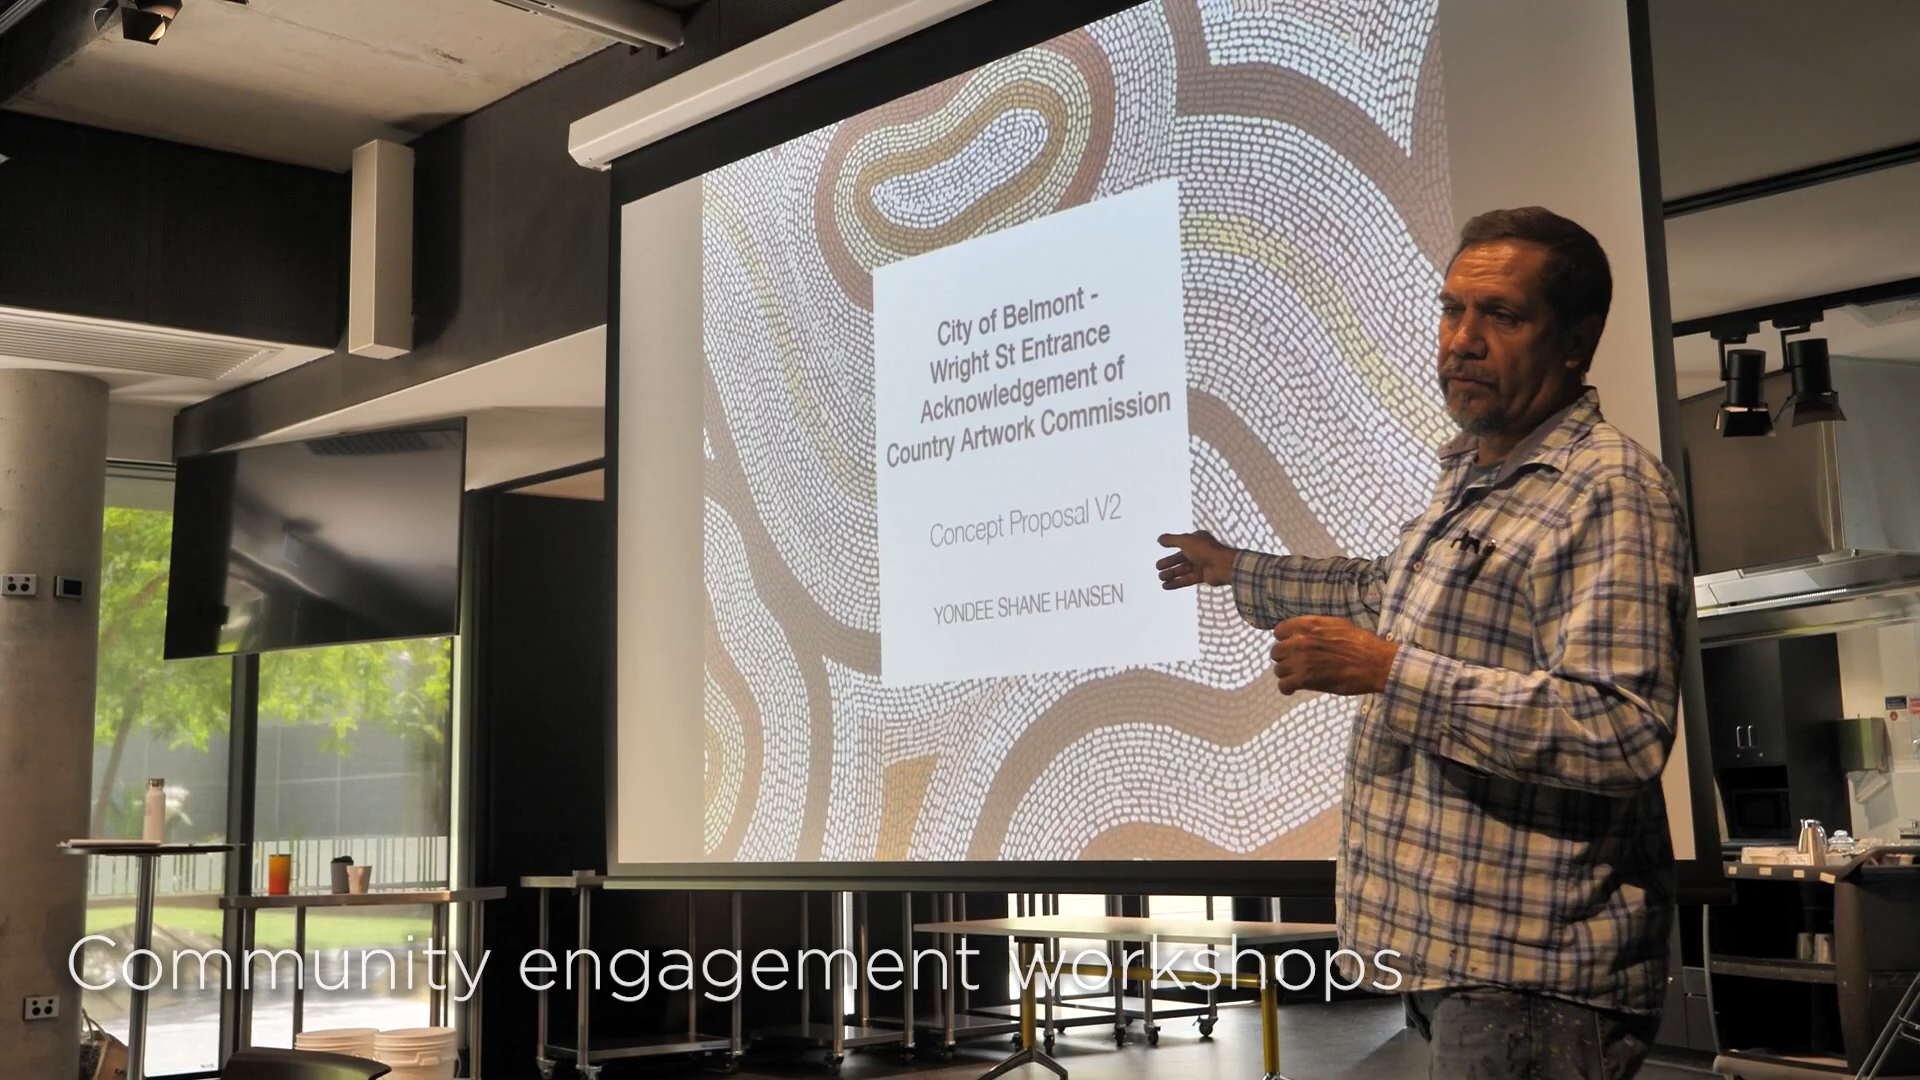 City of Belmont -
Wright St Entrance
Acknowledgement of
Country Artwork Commission
Concept Proposal V2
YONDEE SHANE HANSEN
Community engagement workshops